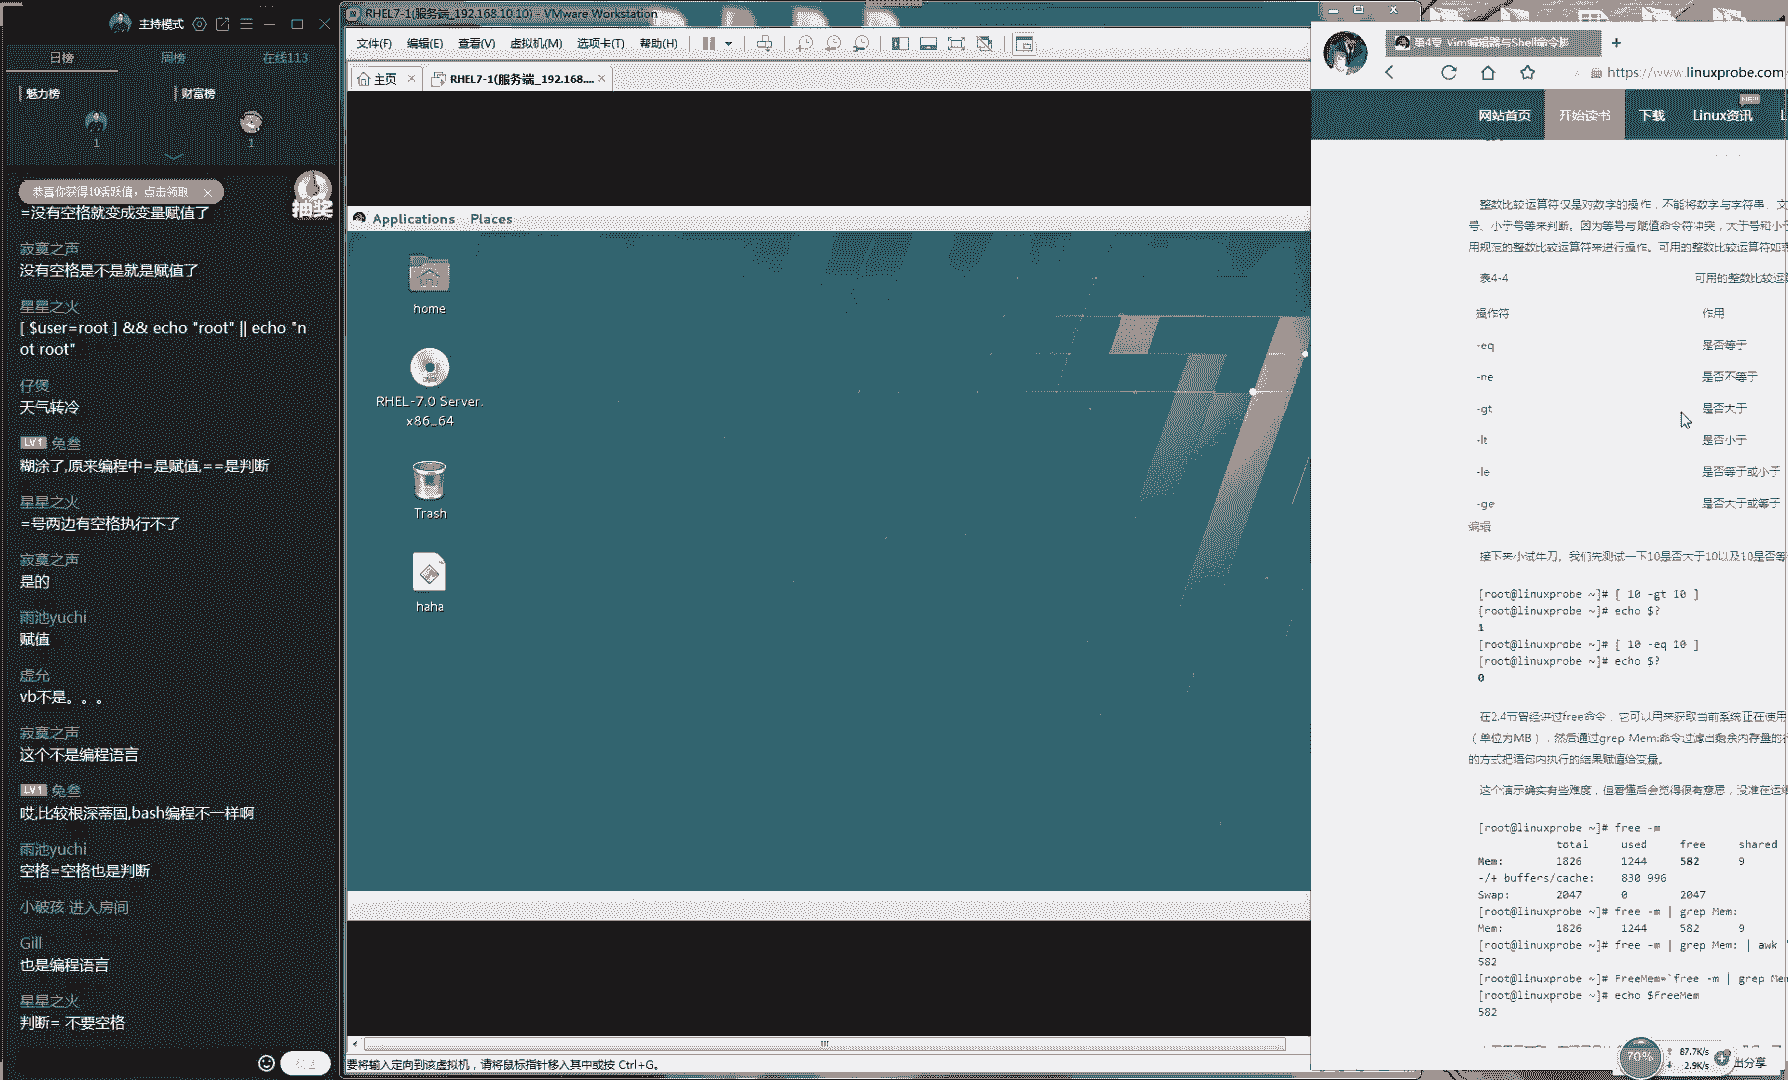 主持模式
日榜
周榜
在线113
魅力榜
财富榜
1
1
恭喜你获得10活跃值，点击领取
抽奖
=没有空格就变成变量赋值了
寂寞之声
没有空格是不是就是赋值了
星星之火
[ $user=root ] && echo "root" || echo "n
ot root"
仔煲
天气转冷
LV1 兔叁
糊涂了,原来编程中=是赋值,==是判断
星星之火
=号两边有空格执行不了
寂寞之声
是的
雨池yuchi
赋值
虚允
vb不是。。。
寂寞之声
这个不是编程语言
LV1 兔叁
哎,比较根深蒂固,bash编程不一样啊
雨池yuchi
空格=空格也是判断
小破孩 进入房间
Gill
也是编程语言
星星之火
判断= 不要空格
RHEL7-1(服务端_192.168.10.10) - VMware Workstation
文件(F) 编辑(E) 查看(V) 虚拟机(M) 选项卡(T) 帮助(H)
主页
RHEL7-1(服务端_192.168....
Applications Places
home
RHEL-7.0 Server.
x86_64
Trash
haha
要将输入定向到该虚拟机，请将鼠标指针移入其中或按 Ctrl+G。
第4章 Vim编辑器与Shell命令脚
https://www.linuxprobe.com
网站首页 开始读书 下载 Linux资讯
NEW
整数比较运算符仅是对数字的操作，不能将数字与字符串、文
号、小于号等来判断。因为等号与赋值命令符冲突，大于号和小于
用规范的整数比较运算符来进行操作。可用的整数比较运算符如表
表4-4 可用的整数比较运算
操作符 作用
-eq 是否等于
-ne 是否不等于
-gt 是否大于
-lt 是否小于
-le 是否等于或小于
-ge 是否大于或等于
编辑
接下来小试牛刀。我们先测试一下10是否大于10以及10是否等
[root@linuxprobe ~]# [ 10 -gt 10 ]
[root@linuxprobe ~]# echo $?
1
[root@linuxprobe ~]# [ 10 -eq 10 ]
[root@linuxprobe ~]# echo $?
0
在2.4节曾经讲过free命令，它可以用来获取当前系统正在使用
（单位为MB），然后通过grep Mem:命令过滤出剩余内存量的行
的方式把语句内执行的结果赋值给变量。
这个演示确实有些难度，但看懂后会觉得很有意思，没准在运维
[root@linuxprobe ~]# free -m
total used free shared
Mem: 1826 1244 582 9
-/+ buffers/cache: 830 996
Swap: 2047 0 2047
[root@linuxprobe ~]# free -m | grep Mem:
Mem: 1826 1244 582 9
[root@linuxprobe ~]# free -m | grep Mem: | awk '
582
[root@linuxprobe ~]# FreeMem=`free -m | grep Mem
[root@linuxprobe ~]# echo $FreeMem
582
70%
87.7K/s
2.9K/s
出分享